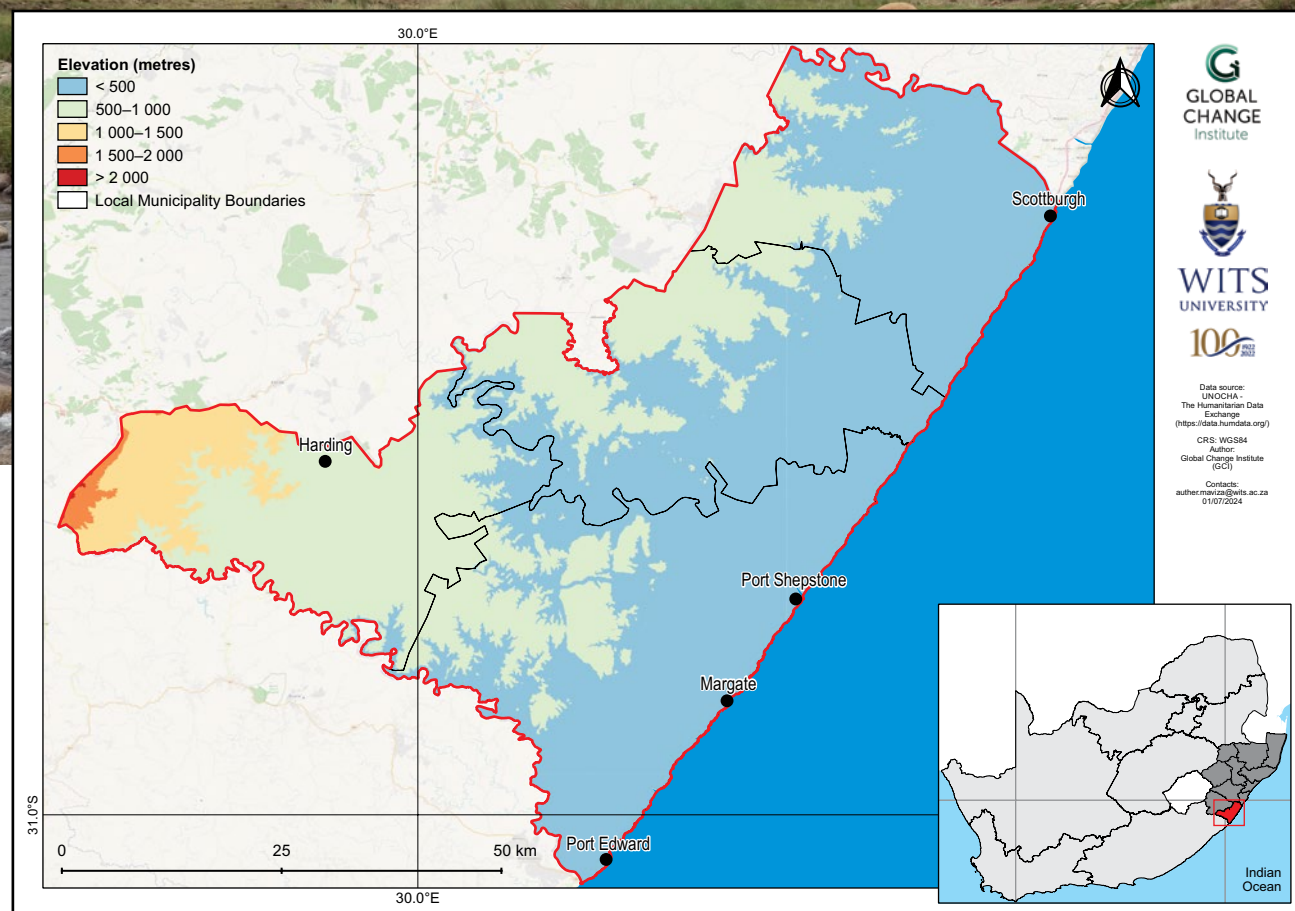 30.0°E
Elevation (metres)
< 500
500–1 000
1 000–1 500
1 500–2 000
> 2 000
Local Municipality Boundaries
Scottburgh
Harding
Port Shepstone
Margate
Port Edward
31.0°S
0 25 50 km
30.0°E
GLOBAL
CHANGE
Institute
WITS
UNIVERSITY
100 1922
2022
Data source:
UNOCHA -
The Humanitarian Data
Exchange
(https://data.humdata.org/)
CRS: WGS84
Author:
Global Change Institute
(GCI)
Contacts:
auther.maviza@wits.ac.za
01/07/2024
Indian
Ocean